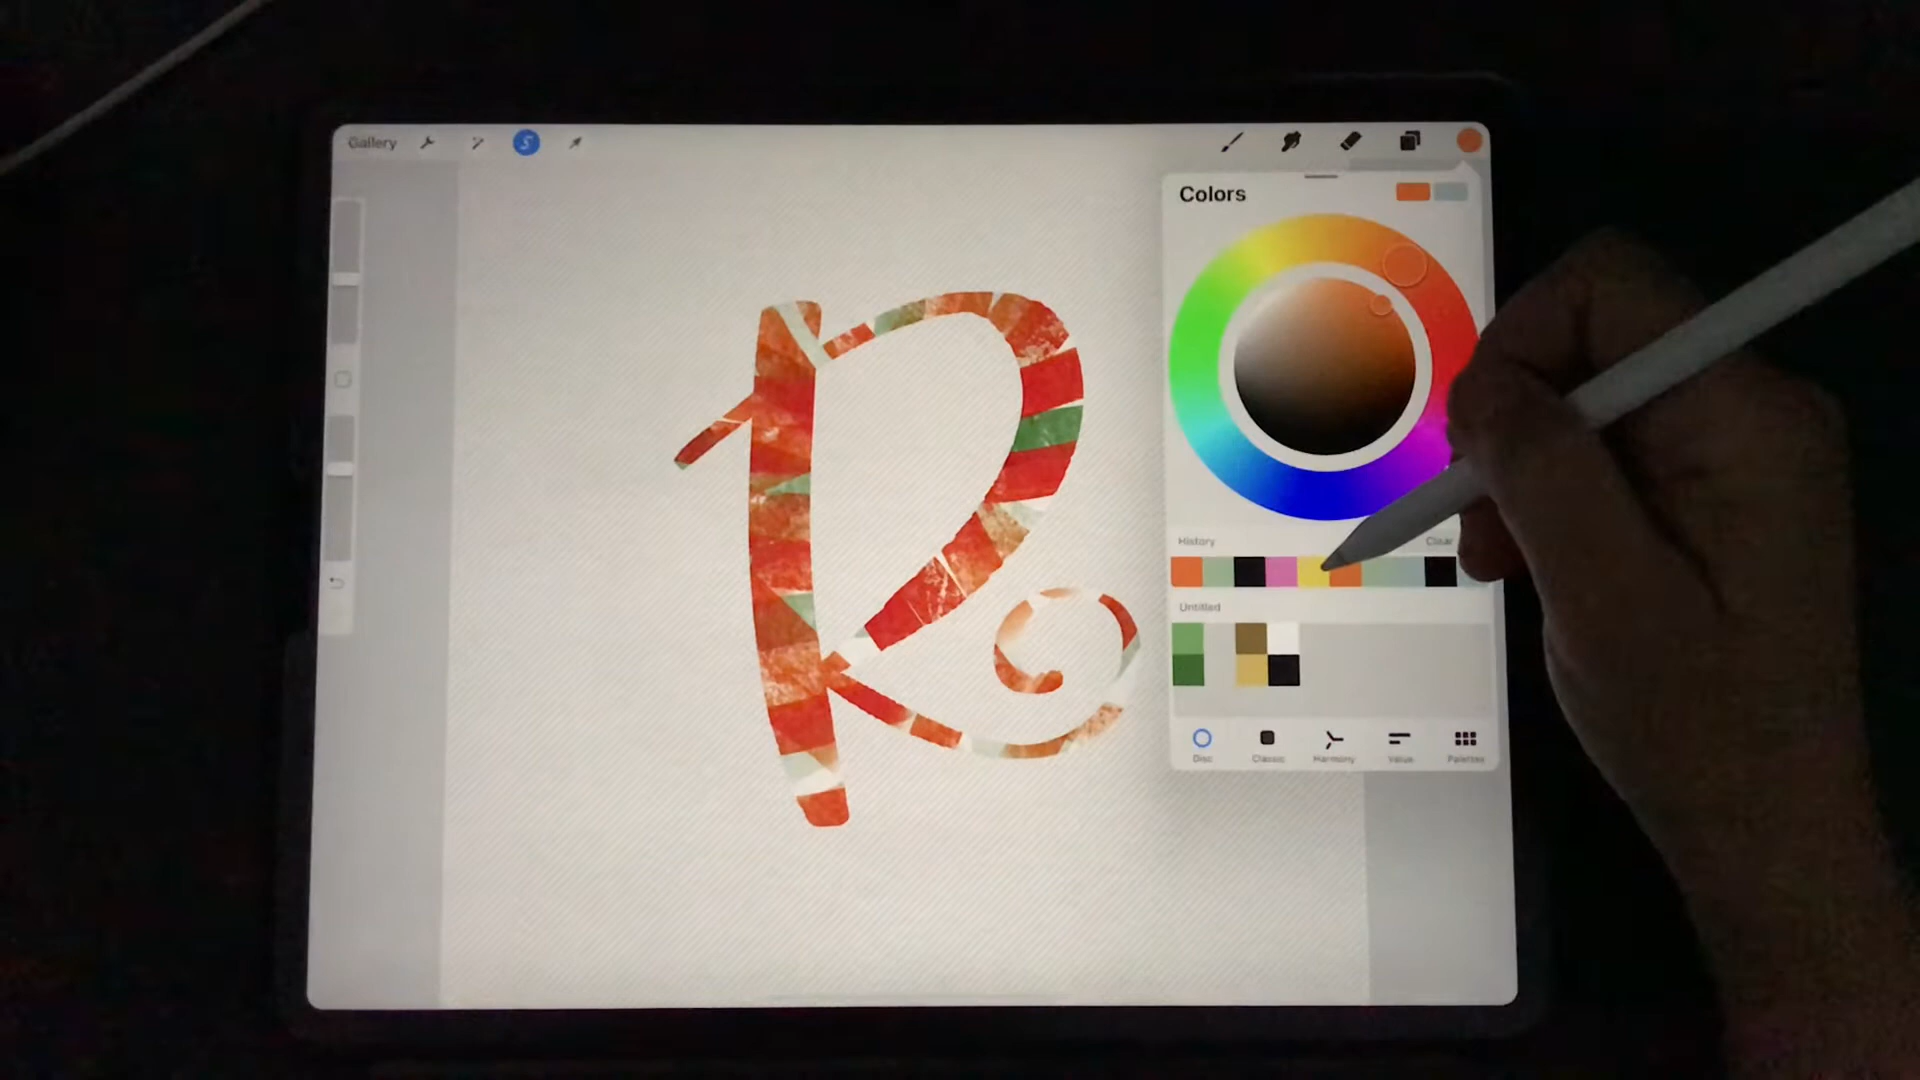 Gallery
Colors
R
History Clear
Untitled
Disc Classic Harmony Value Palettes